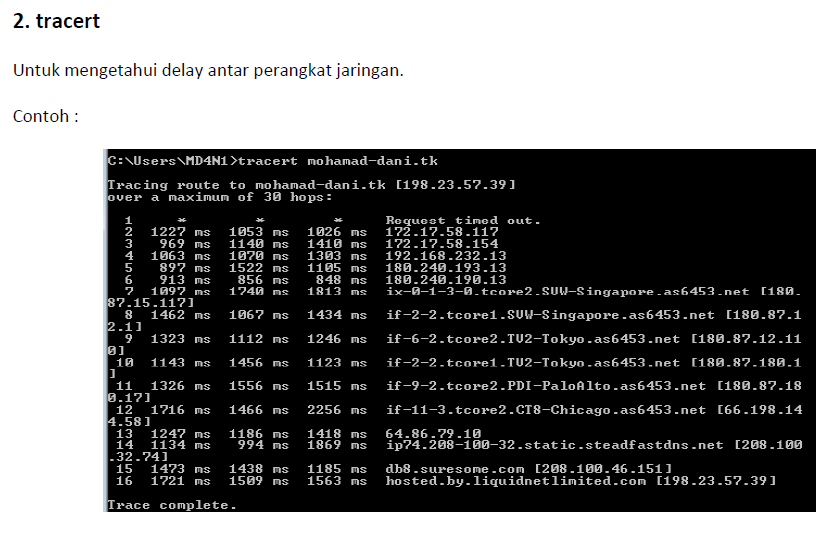 2. tracert
Untuk mengetahui delay antar perangkat jaringan.
Contoh :
C:\Users\MD4N1>tracert mohamad-dani.tk
Tracing route to mohamad-dani.tk [198.23.57.39]
over a maximum of 30 hops:
1 * * * Request timed out.
2 1227 ms 1053 ms 1026 ms 172.17.58.117
3 969 ms 1140 ms 1410 ms 172.17.58.154
4 1063 ms 1070 ms 1303 ms 192.168.232.13
5 897 ms 1522 ms 1105 ms 180.240.193.13
6 913 ms 856 ms 848 ms 180.240.190.13
7 1097 ms 1740 ms 1813 ms ix-0-1-3-0.tcore2.SVW-Singapore.as6453.net [180.
87.15.117]
8 1462 ms 1067 ms 1434 ms if-2-2.tcore1.SVW-Singapore.as6453.net [180.87.1
2.1]
9 1323 ms 1112 ms 1246 ms if-6-2.tcore2.TV2-Tokyo.as6453.net [180.87.12.11
0]
10 1143 ms 1456 ms 1123 ms if-2-2.tcore1.TV2-Tokyo.as6453.net [180.87.180.1
]
11 1326 ms 1556 ms 1515 ms if-9-2.tcore2.PDI-PaloAlto.as6453.net [180.87.18
0.17]
12 1716 ms 1466 ms 2256 ms if-11-3.tcore2.CT8-Chicago.as6453.net [66.198.14
4.58]
13 1247 ms 1186 ms 1418 ms 64.86.79.10
14 1134 ms 994 ms 1869 ms ip74.208-100-32.static.steadfastdns.net [208.100
.32.74]
15 1473 ms 1438 ms 1185 ms db8.suresome.com [208.100.46.151]
16 1721 ms 1509 ms 1563 ms hosted.by.liquidnetlimited.com [198.23.57.39]
Trace complete.